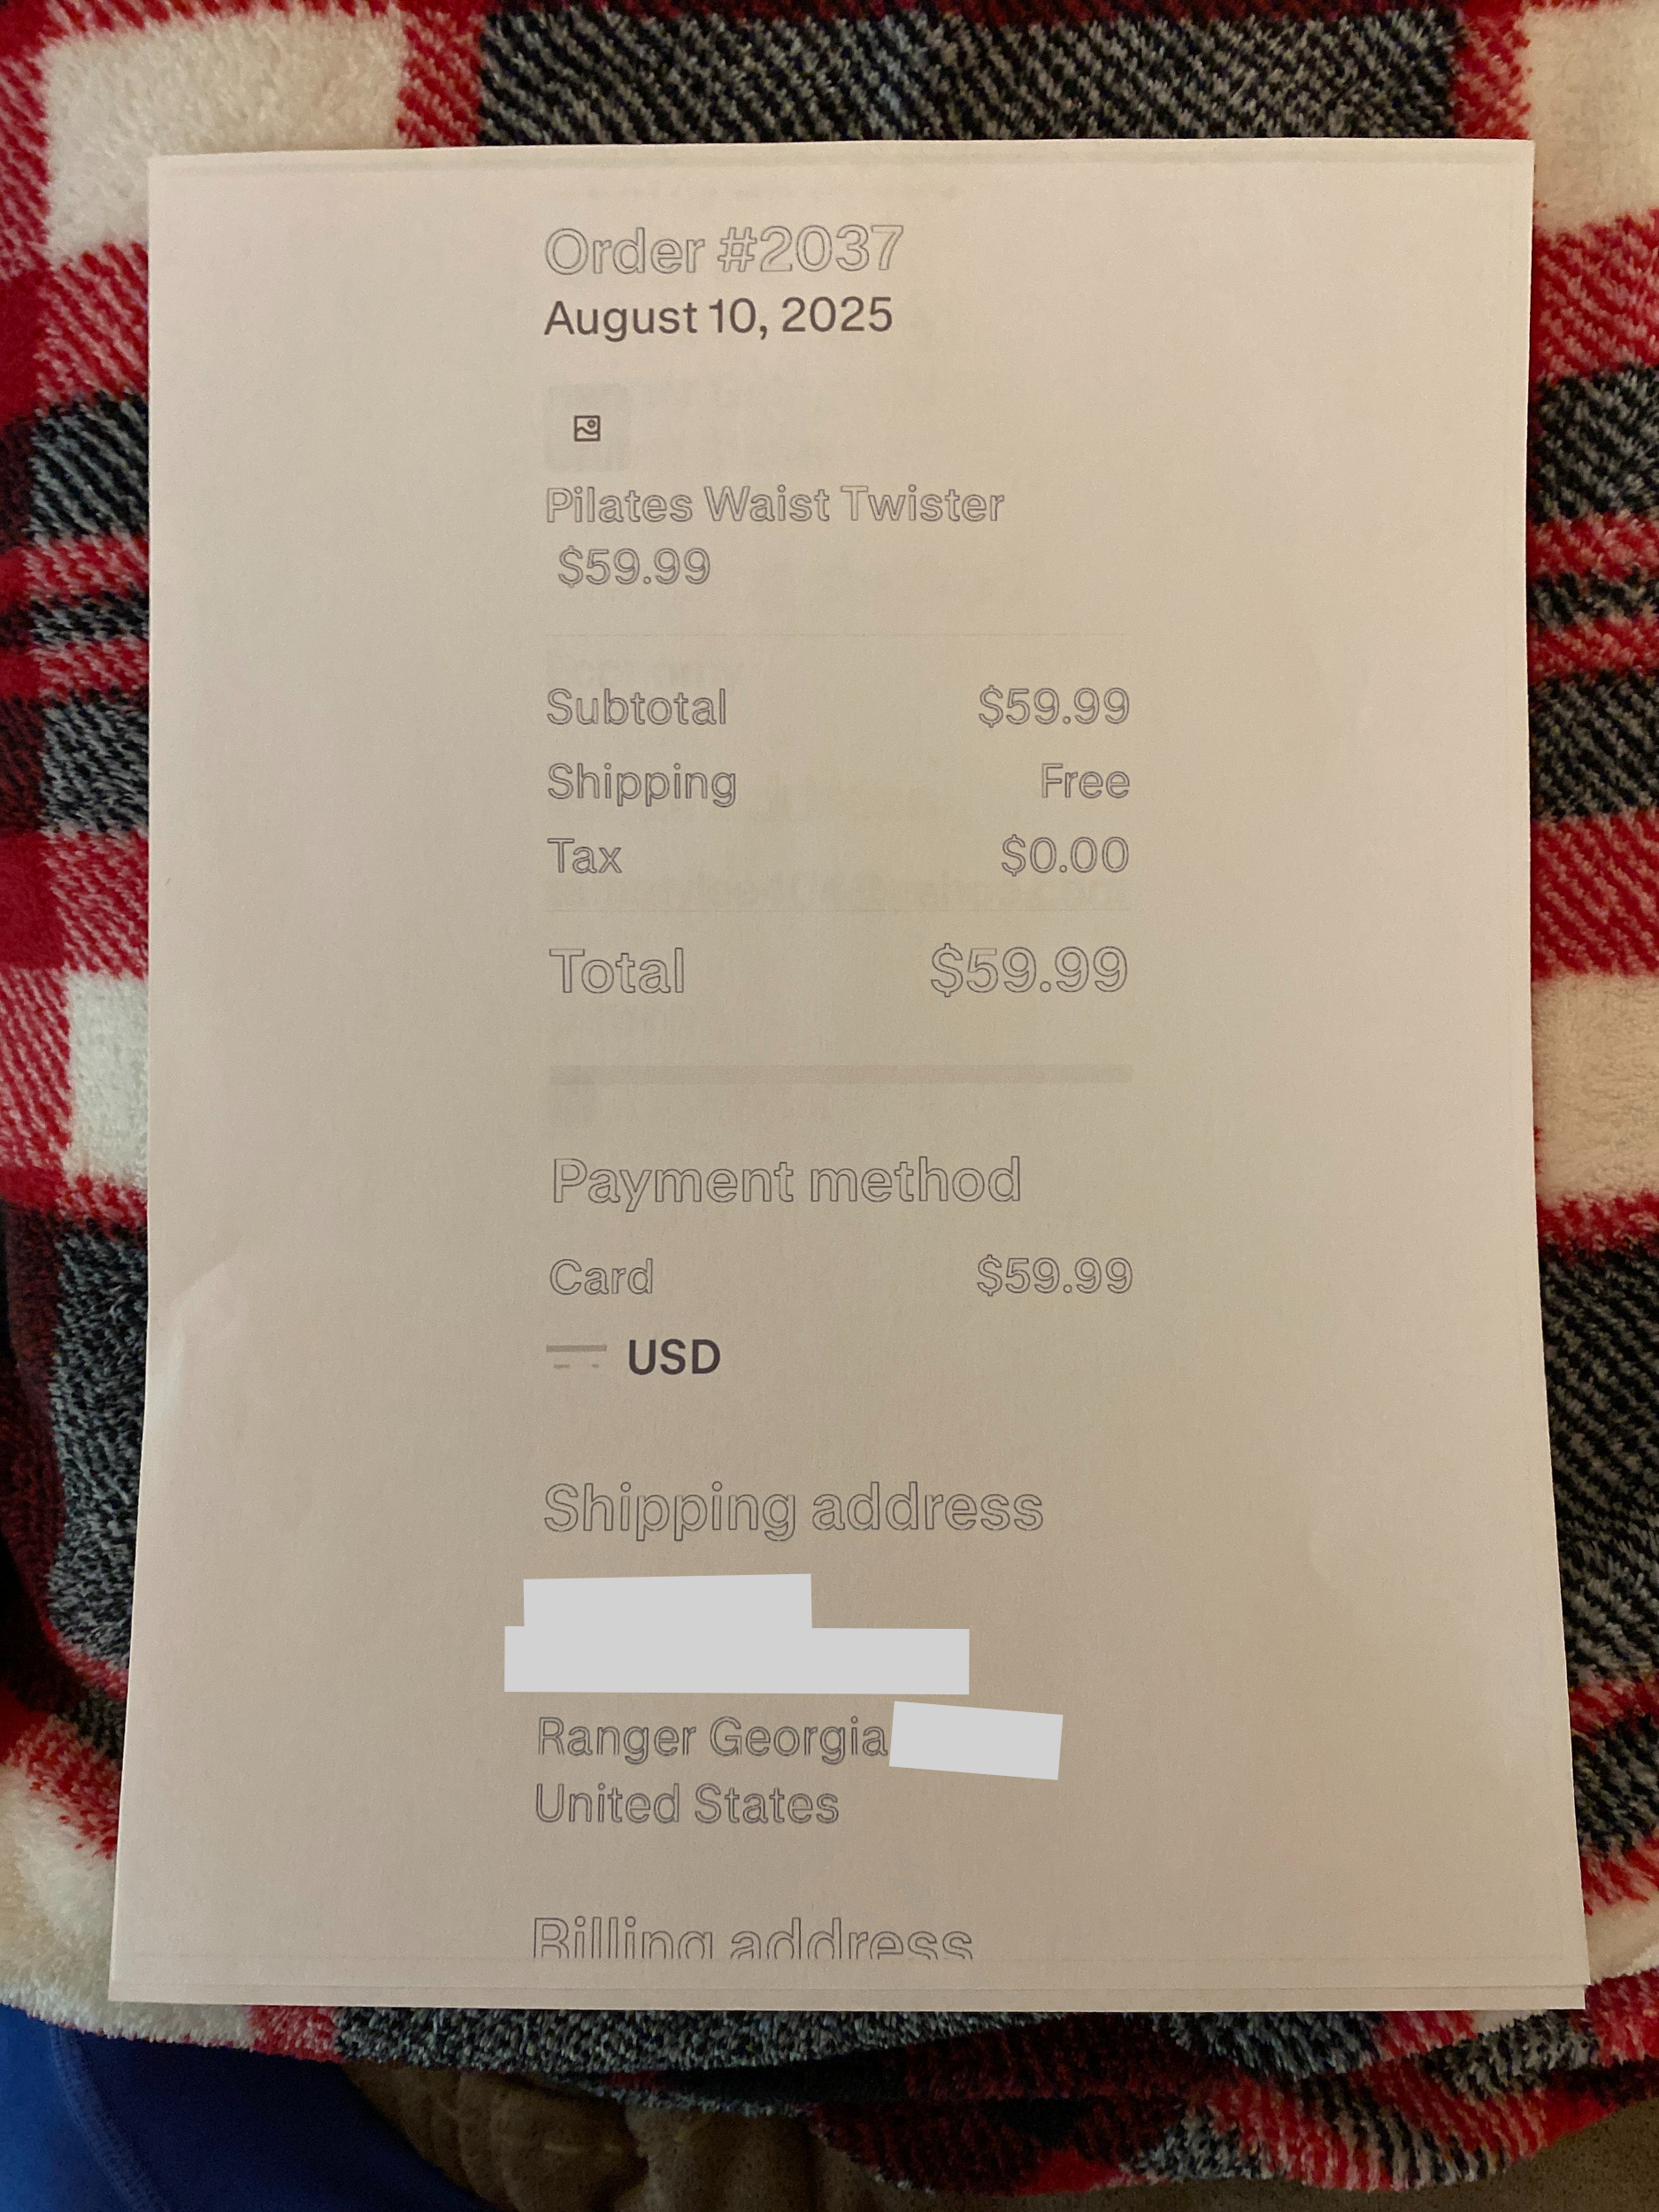 Order #2037
August 10, 2025
Pilates Waist Twister
$59.99
Subtotal $59.99
Shipping Free
Tax $0.00
Total $59.99
Payment method
Card $59.99
USD
Shipping address
Ranger Georgia
United States
Billing address